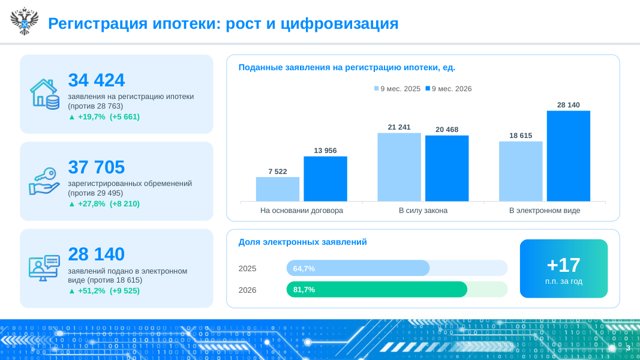 Регистрация ипотеки: рост и цифровизация
34 424
заявления на регистрацию ипотеки
(против 28 763)
▲ +19,7% (+5 661)
37 705
зарегистрированных обременений
(против 29 495)
▲ +27,8% (+8 210)
28 140
заявлений подано в электронном
виде (против 18 615)
▲ +51,2% (+9 525)
Поданные заявления на регистрацию ипотеки, ед.
9 мес. 2025 9 мес. 2026
7 522
13 956
21 241
20 468
18 615
28 140
На основании договора
В силу закона
В электронном виде
Доля электронных заявлений
2025
64,7%
2026
81,7%
+17
п.п. за год